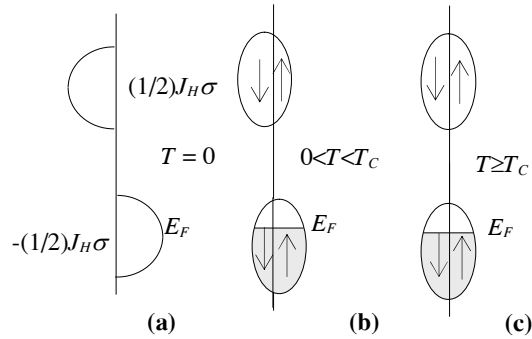 (1/2)J_Hσ
T = 0
0<T<T_C
T≥T_C
-(1/2)J_Hσ
E_F
E_F
E_F
(a)
(b)
(c)